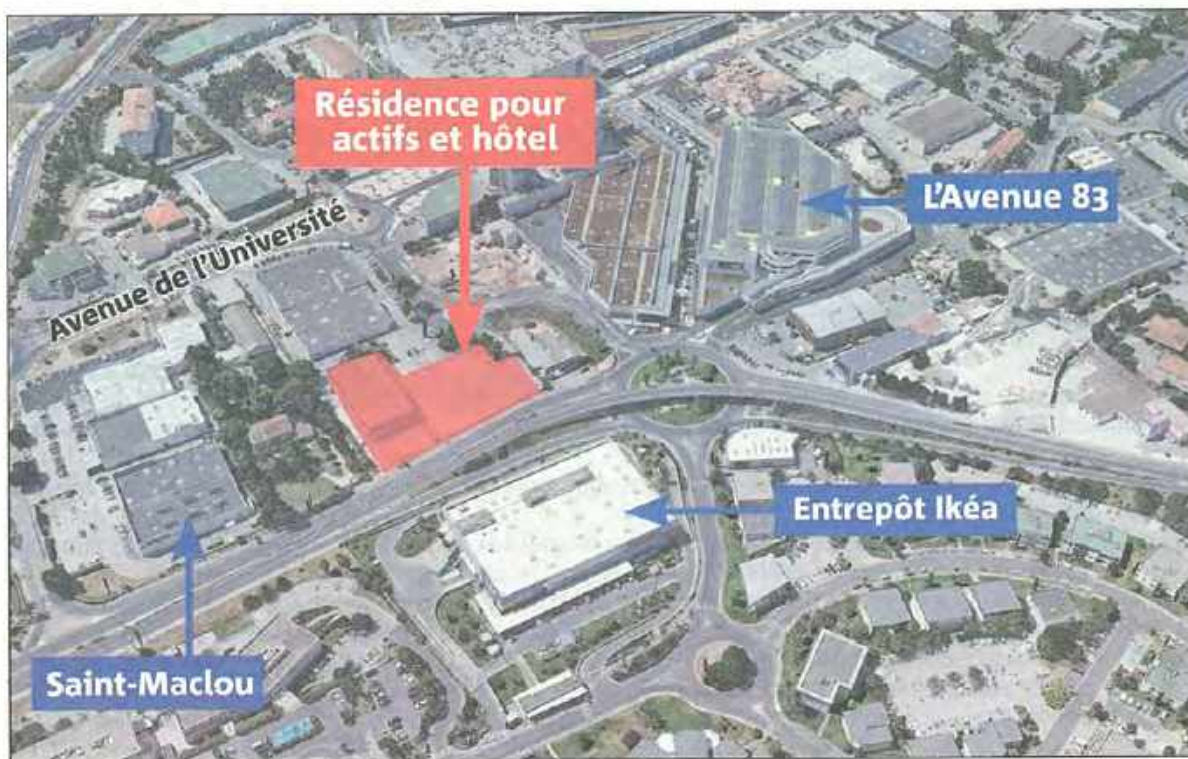 Résidence pour
actifs et hôtel
L'Avenue 83
Avenue de l'Université
Entrepôt Ikéa
Saint-Maclou